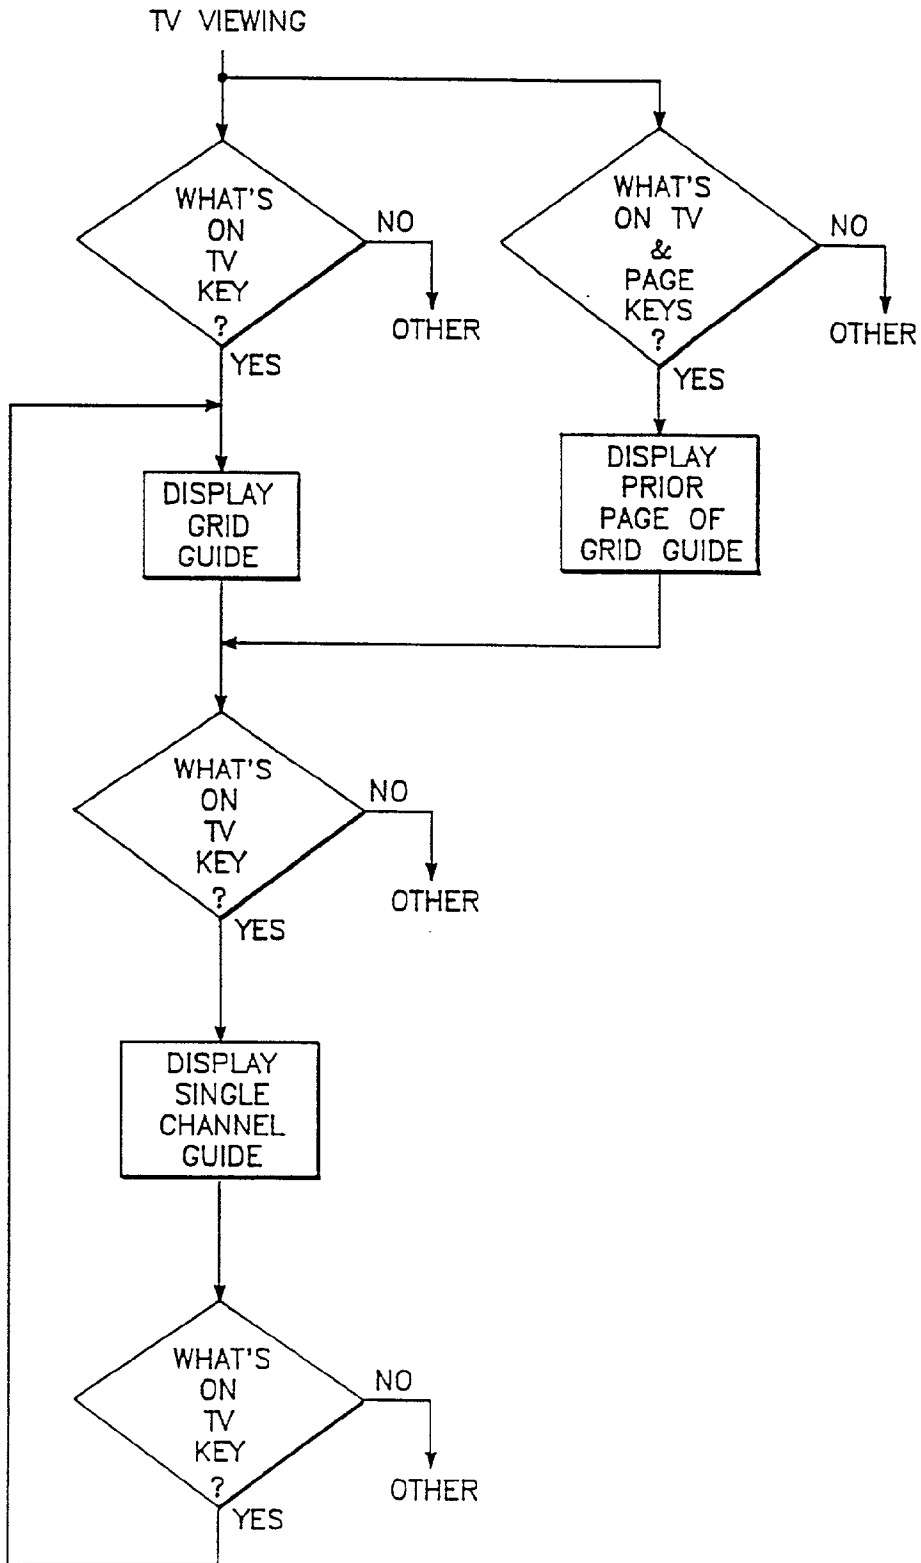 TV VIEWING
WHAT'S
ON
TV
KEY
?
NO
OTHER
YES
WHAT'S
ON TV
&
PAGE
KEYS
?
NO
OTHER
YES
DISPLAY
GRID
GUIDE
DISPLAY
PRIOR
PAGE OF
GRID GUIDE
WHAT'S
ON
TV
KEY
?
NO
OTHER
YES
DISPLAY
SINGLE
CHANNEL
GUIDE
WHAT'S
ON
TV
KEY
?
NO
OTHER
YES